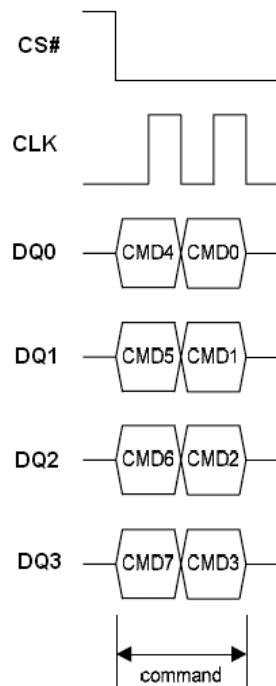 CS#
CLK
DQ0 CMD4 CMD0
DQ1 CMD5 CMD1
DQ2 CMD6 CMD2
DQ3 CMD7 CMD3
command